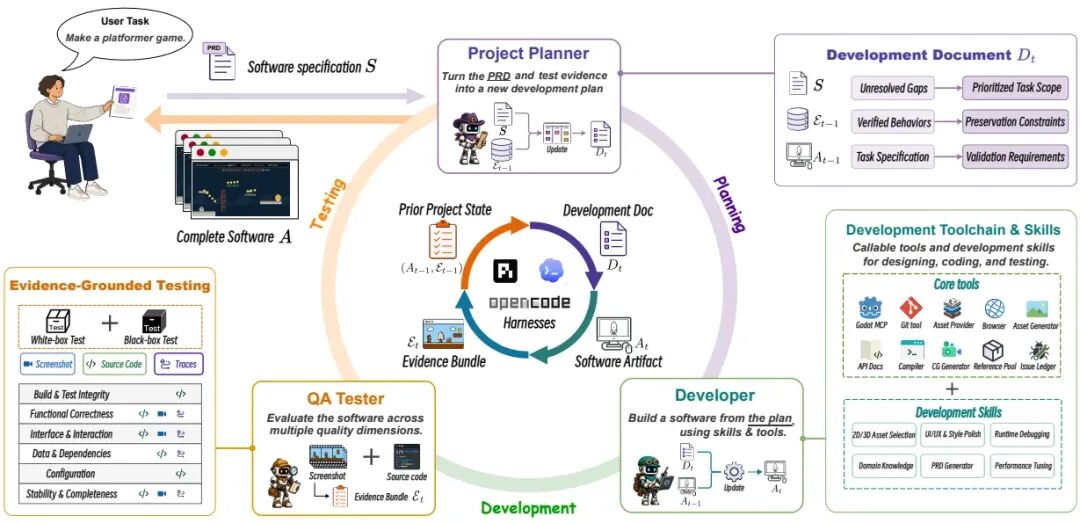 User Task
Make a platformer game.
PRD
Software specification S
Complete Software A
Project Planner
Turn the PRD and test evidence
into a new development plan
S
ℰt−1
Update
Dt
Development Document Dt
S
Unresolved Gaps
Prioritized Task Scope
ℰt−1
Verified Behaviors
Preservation Constraints
At−1
Task Specification
Validation Requirements
Testing
Planning
Development
Prior Project State
(At−1, ℰt−1)
Development Doc
Dt
opencode
Harnesses
ℰt
Evidence Bundle
At
Software Artifact
Evidence-Grounded Testing
Test
White-box Test
+
Test
Black-box Test
Screenshot
</> Source Code
Traces
Build & Test Integrity </>
Functional Correctness </>
Interface & Interaction </>
Data & Dependencies </>
Configuration </>
Stability & Completeness </>
QA Tester
Evaluate the software across
multiple quality dimensions.
Screenshot
+
Source code
Evidence Bundle ℰt
Developer
Build a software from the plan,
using skills & tools.
Dt
At−1
Update
At
Development Toolchain & Skills
Callable tools and development skills
for designing, coding, and testing.
Core tools
Godot MCP
Git tool
Asset Provider
Browser
Asset Generator
API Docs
Compiler
CG Generator
Reference Pool
Issue Ledger
+
Development Skills
2D/3D Asset Selection
UI/UX & Style Polish
Runtime Debugging
Domain Knowledge
PRD Generator
Performance Tuning